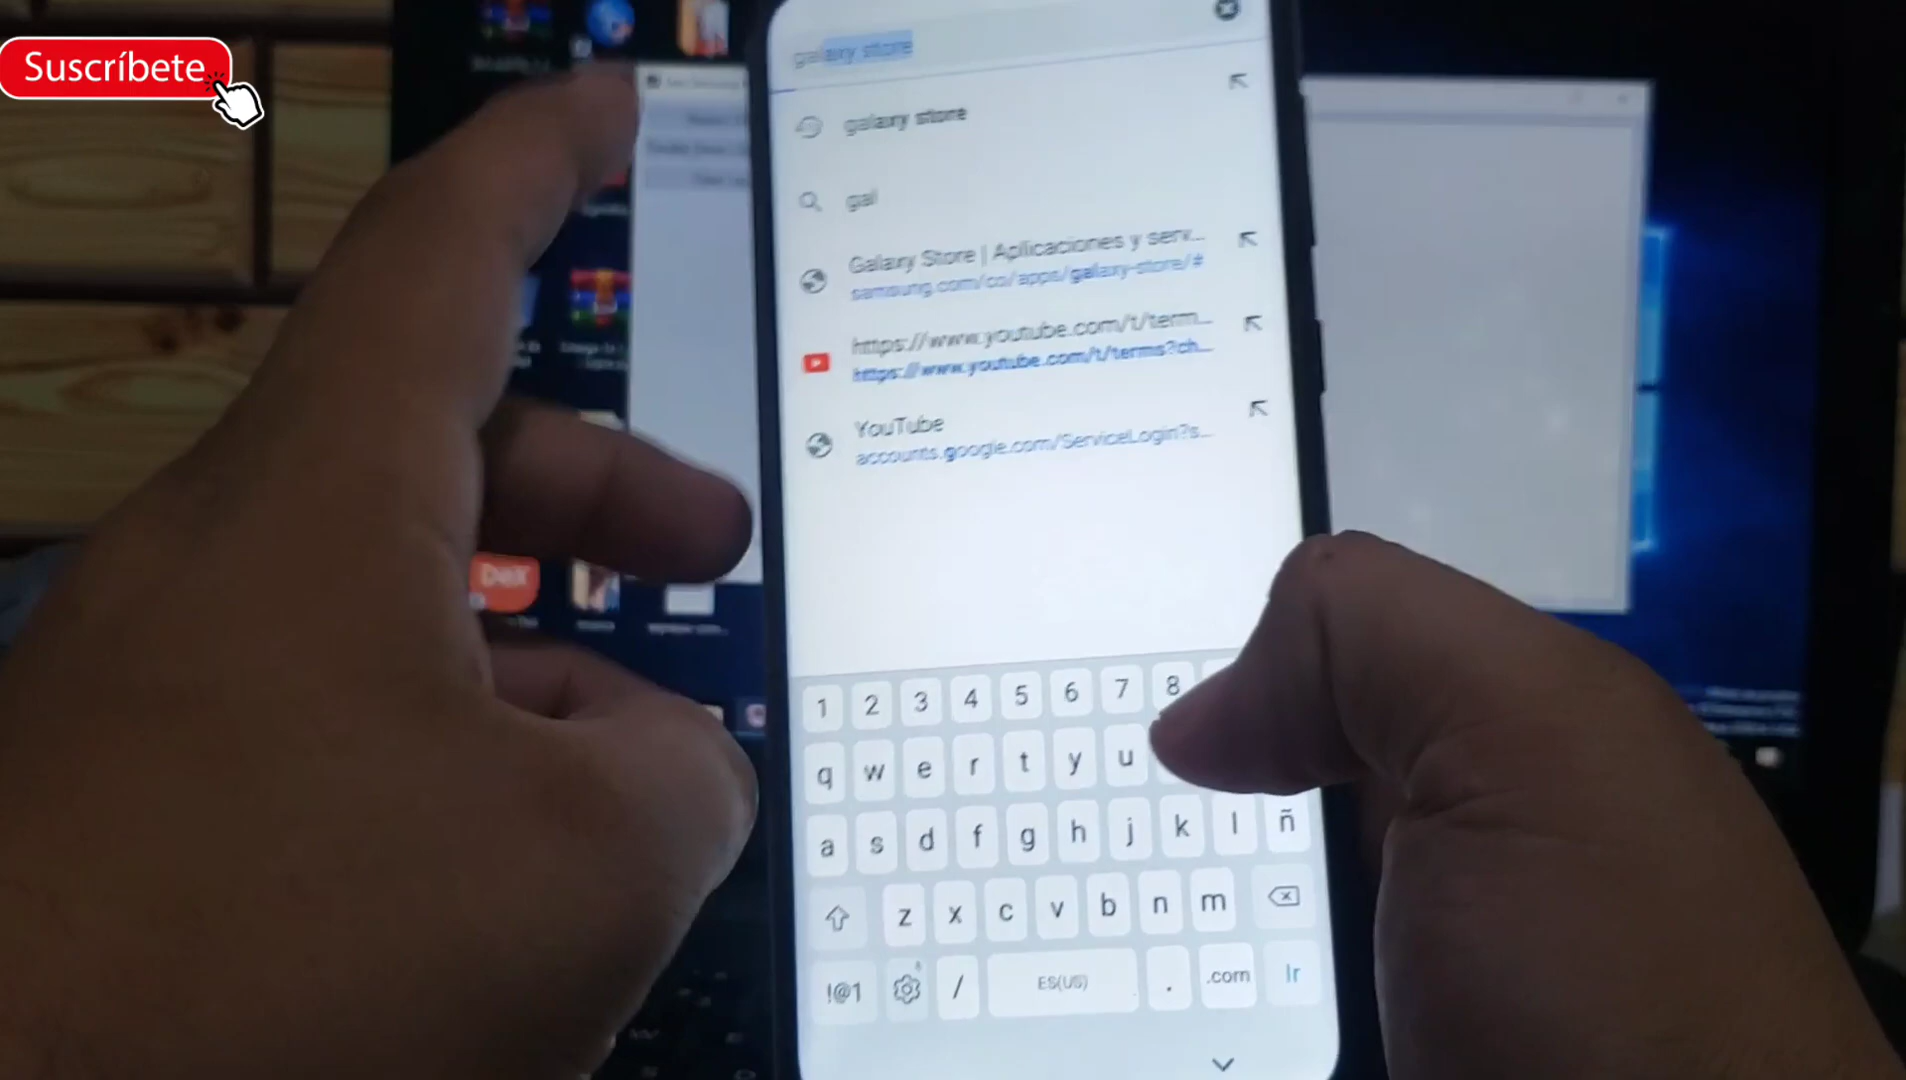 Suscríbete
galaxy store
galaxy store
gal
Galaxy Store | Aplicaciones y serv...
samsung.com/co/apps/galaxy-store/#
https://www.youtube.com/t/term...
https://www.youtube.com/t/terms?ch...
YouTube
accounts.google.com/ServiceLogin?s...
DeX
1 2 3 4 5 6 7 8
q w e r t y u
a s d f g h j k l ñ
z x c v b n m
!@1 / ES(US) . .com Ir